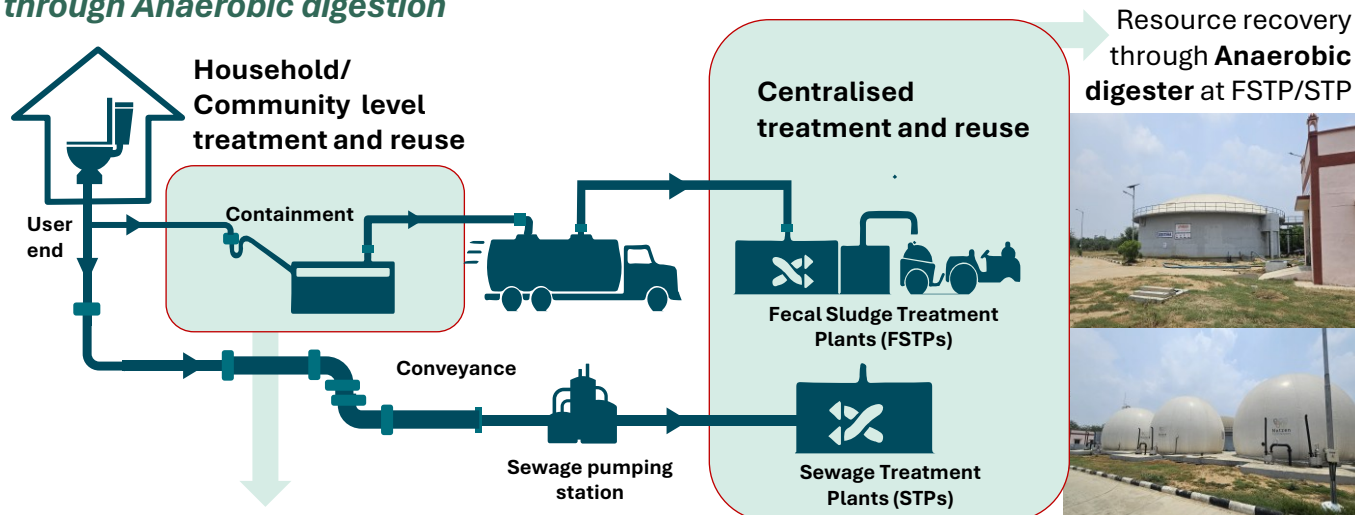 through Anaerobic digestion
Household/
Community level
treatment and reuse
User
end
Containment
Conveyance
Sewage pumping
station
Centralised
treatment and reuse
Fecal Sludge Treatment
Plants (FSTPs)
Sewage Treatment
Plants (STPs)
Resource recovery
through Anaerobic
digester at FSTP/STP